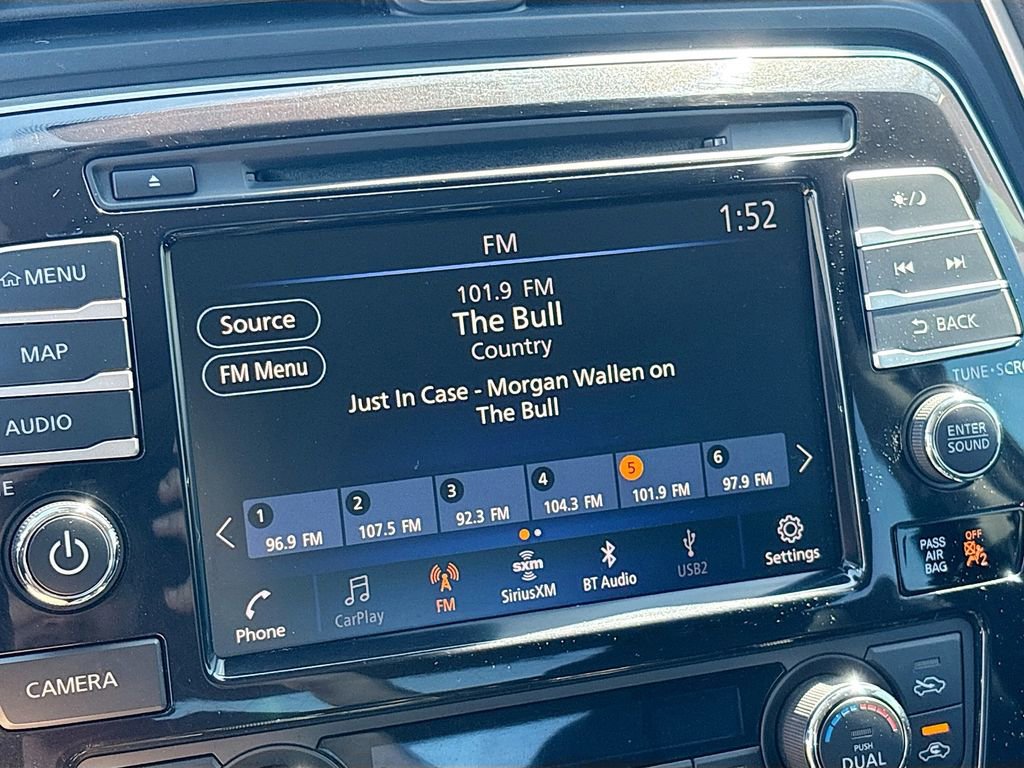 FM
1:52
101.9 FM
The Bull
Country
Just In Case - Morgan Wallen on
The Bull
Source
FM Menu
1
96.9 FM
2
107.5 FM
3
92.3 FM
4
104.3 FM
5
101.9 FM
6
97.9 FM
Phone
CarPlay
FM
sxm
SiriusXM
BT Audio
USB2
Settings
MENU
MAP
AUDIO
CAMERA
BACK
TUNE•SCRO
ENTER
SOUND
PASS
AIR
BAG
OFF
2
PUSH
DUAL